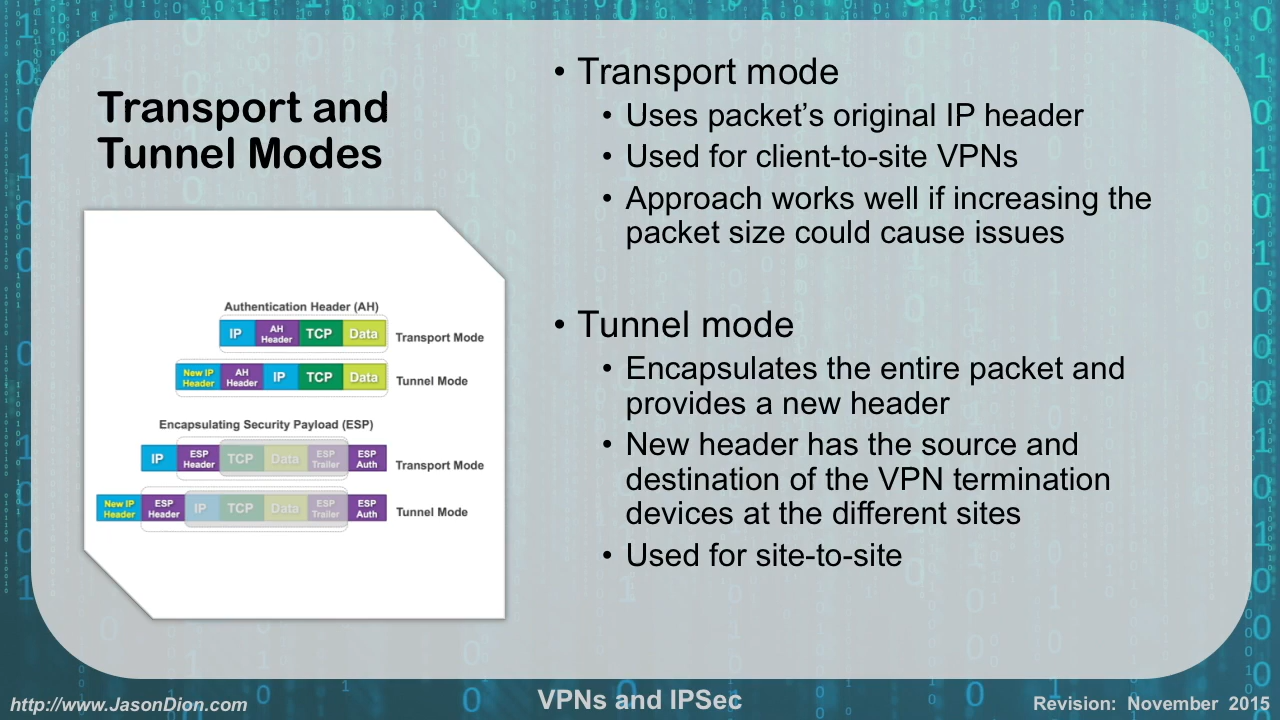 Transport and
Tunnel Modes
Authentication Header (AH)
IP AH Header TCP Data Transport Mode
New IP Header AH Header IP TCP Data Tunnel Mode
Encapsulating Security Payload (ESP)
IP ESP Header TCP Data ESP Trailer ESP Auth Transport Mode
New IP Header ESP Header IP TCP Data ESP Trailer ESP Auth Tunnel Mode
• Transport mode
• Uses packet’s original IP header
• Used for client-to-site VPNs
• Approach works well if increasing the
packet size could cause issues
• Tunnel mode
• Encapsulates the entire packet and
provides a new header
• New header has the source and
destination of the VPN termination
devices at the different sites
• Used for site-to-site
http://www.JasonDion.com
VPNs and IPSec
Revision: November 2015